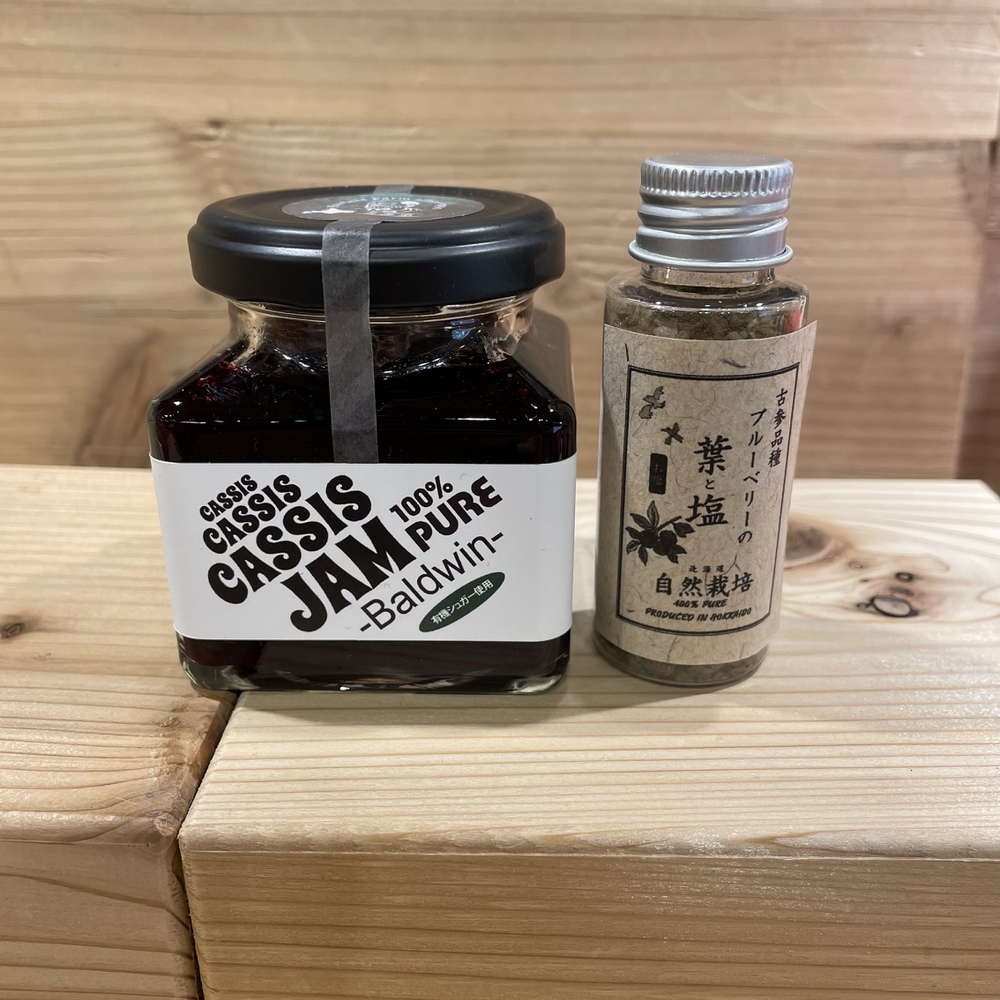 CASSIS
CASSIS
CASSIS
JAM
100%
PURE
-Baldwin-
有機シュガー使用
古参品種
ブルーベリーの
葉と塩
北海道
自然栽培
100% PURE
PRODUCED IN HOKKAIDO